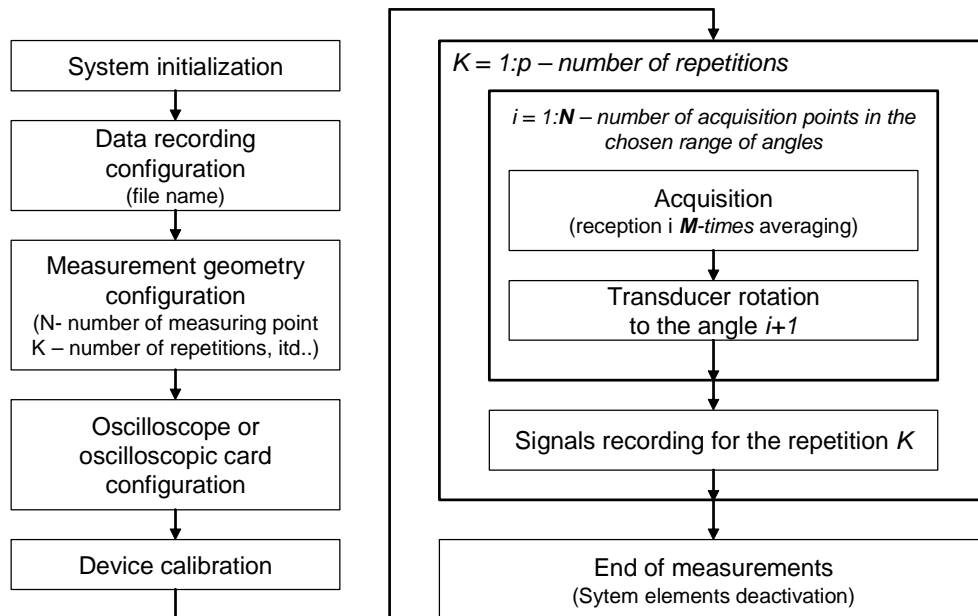 System initialization
Data recording
configuration
(file name)
Measurement geometry
configuration
(N- number of measuring point
K – number of repetitions, itd..)
Oscilloscope or
oscilloscopic card
configuration
Device calibration
K = 1:p – number of repetitions
i = 1:N – number of acquisition points in the
chosen range of angles
Acquisition
(reception i M-times averaging)
Transducer rotation
to the angle i+1
Signals recording for the repetition K
End of measurements
(Sytem elements deactivation)